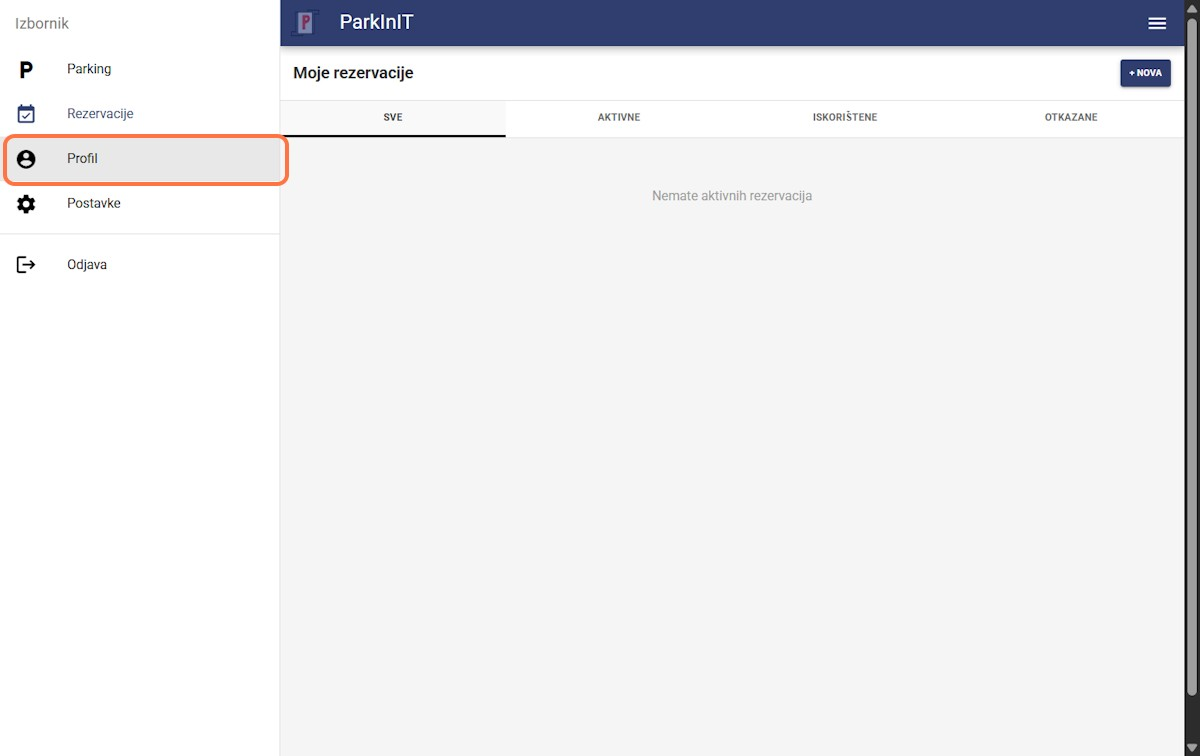 Izbornik
Parking
Rezervacije
Profil
Postavke
Odjava
P ParkInIT
Moje rezervacije
+ NOVA
SVE AKTIVNE ISKORIŠTENE OTKAZANE
Nemate aktivnih rezervacija